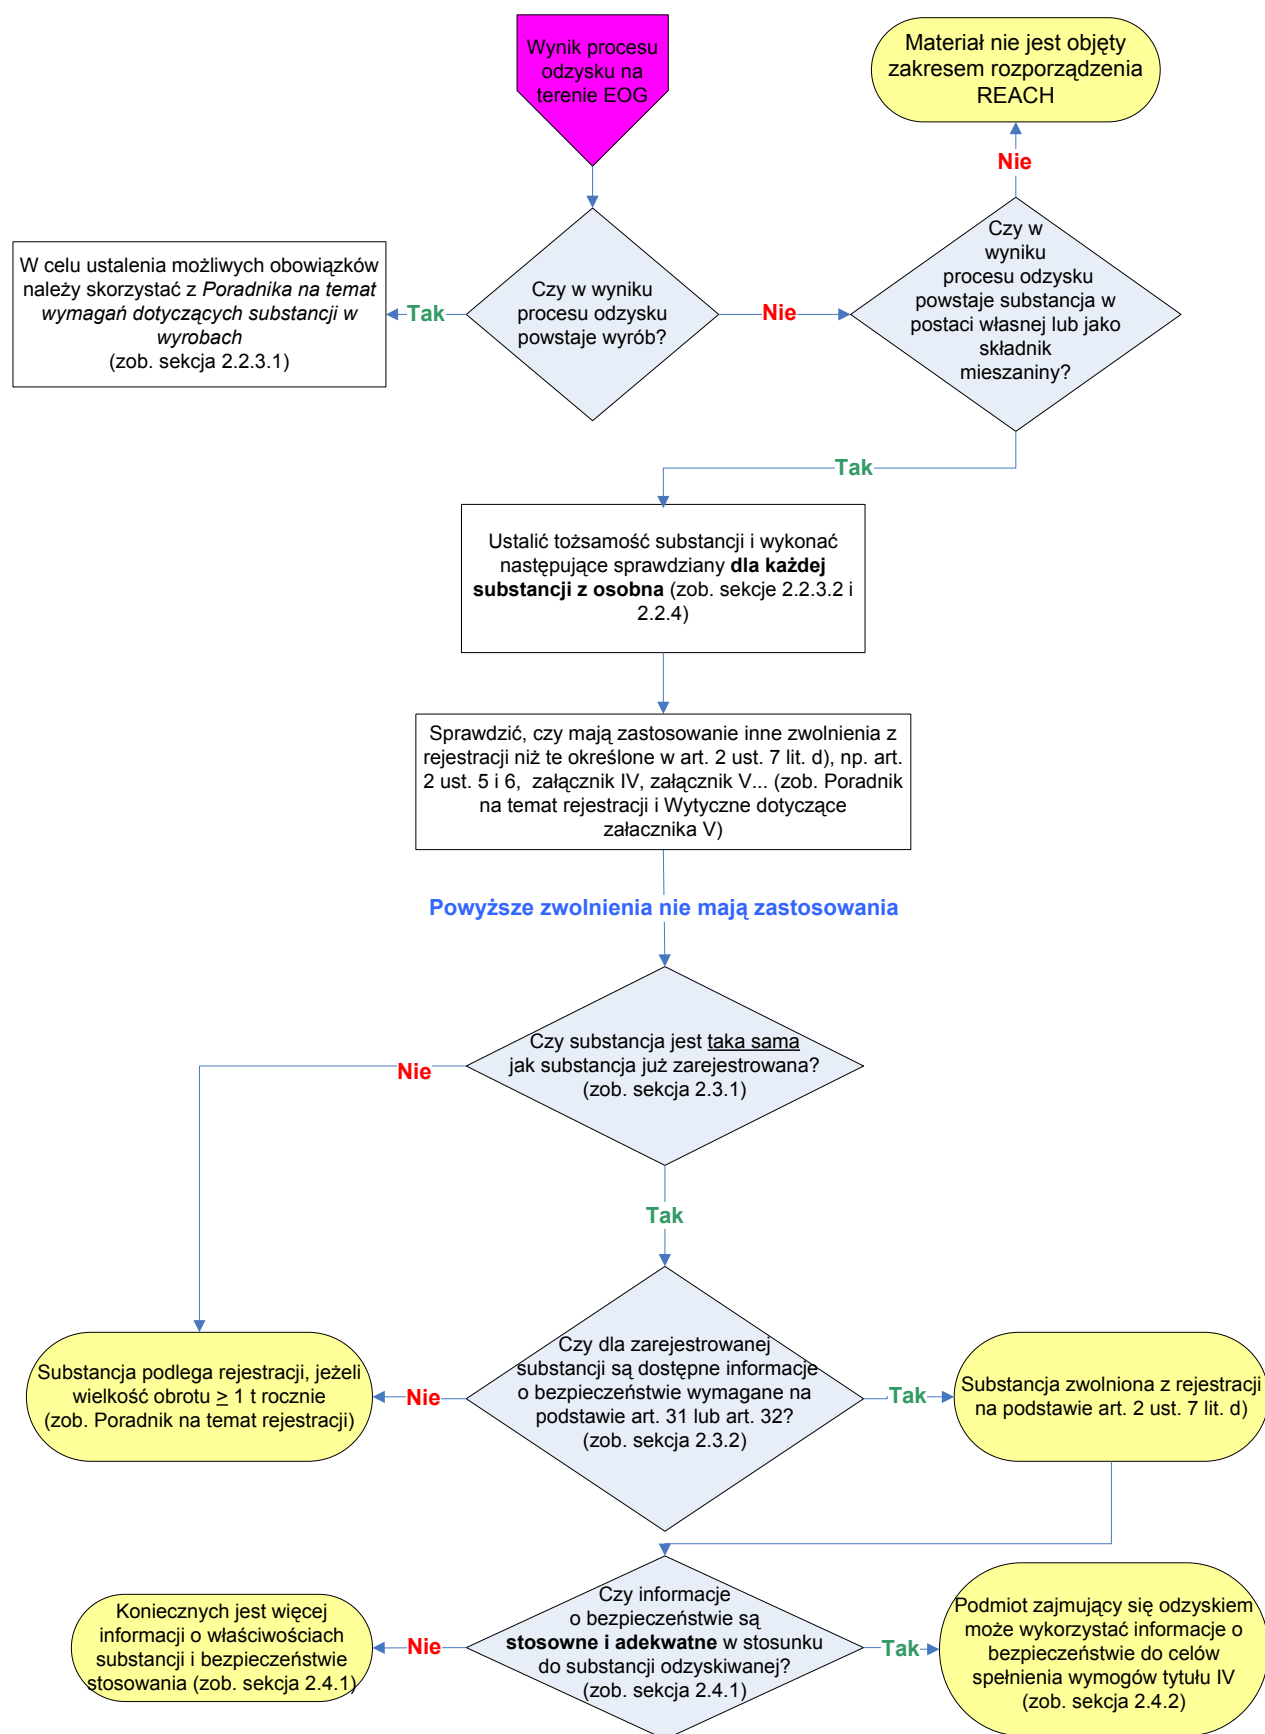 Wynik procesu
odzysku na
terenie EOG
Materiał nie jest objęty
zakresem rozporządzenia
REACH
Nie
Czy w
wyniku
procesu odzysku
powstaje substancja w
postaci własnej lub jako
składnik
mieszaniny?
W celu ustalenia możliwych obowiązków
należy skorzystać z Poradnika na temat
wymagań dotyczących substancji w
wyrobach
(zob. sekcja 2.2.3.1)
Tak
Czy w wyniku
procesu odzysku
powstaje wyrób?
Nie
Tak
Ustalić tożsamość substancji i wykonać
następujące sprawdziany dla każdej
substancji z osobna (zob. sekcje 2.2.3.2 i
2.2.4)
Sprawdzić, czy mają zastosowanie inne zwolnienia z
rejestracji niż te określone w art. 2 ust. 7 lit. d), np. art.
2 ust. 5 i 6, załącznik IV, załącznik V... (zob. Poradnik
na temat rejestracji i Wytyczne dotyczące
załacznika V)
Powyższe zwolnienia nie mają zastosowania
Czy substancja jest taka sama
jak substancja już zarejestrowana?
(zob. sekcja 2.3.1)
Nie
Tak
Substancja podlega rejestracji, jeżeli
wielkość obrotu ≥ 1 t rocznie
(zob. Poradnik na temat rejestracji)
Nie
Czy dla zarejestrowanej
substancji są dostępne informacje
o bezpieczeństwie wymagane na
podstawie art. 31 lub art. 32?
(zob. sekcja 2.3.2)
Tak
Substancja zwolniona z rejestracji
na podstawie art. 2 ust. 7 lit. d)
Koniecznych jest więcej
informacji o właściwościach
substancji i bezpieczeństwie
stosowania (zob. sekcja 2.4.1)
Nie
Czy informacje
o bezpieczeństwie są
stosowne i adekwatne w stosunku
do substancji odzyskiwanej?
(zob. sekcja 2.4.1)
Tak
Podmiot zajmujący się odzyskiem
może wykorzystać informacje o
bezpieczeństwie do celów
spełnienia wymogów tytułu IV
(zob. sekcja 2.4.2)